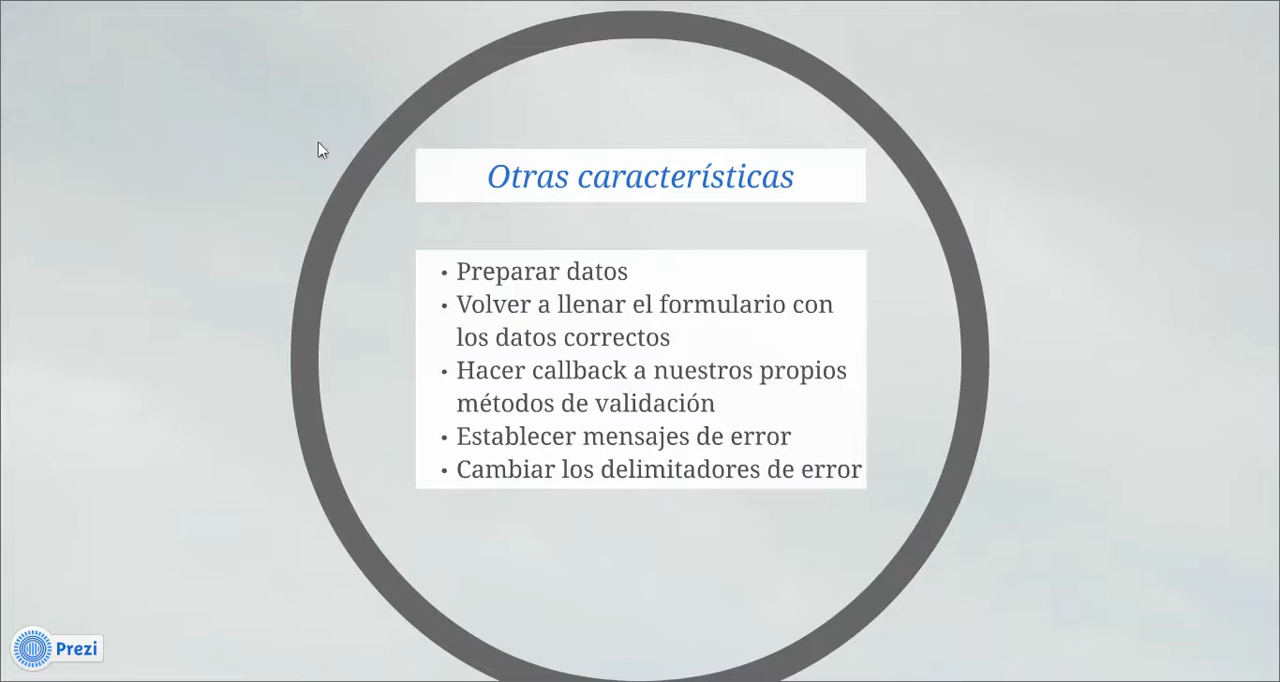 Otras características
• Preparar datos
• Volver a llenar el formulario con
los datos correctos
• Hacer callback a nuestros propios
métodos de validación
• Establecer mensajes de error
• Cambiar los delimitadores de error
Prezi